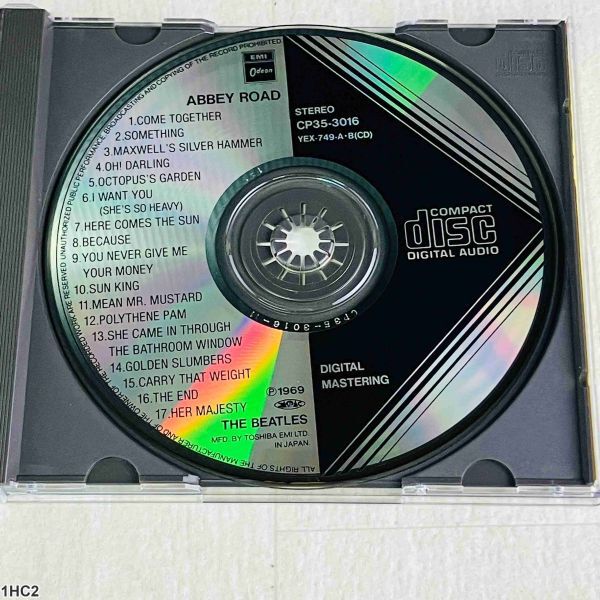 EMI
Odeon
ABBEY ROAD
1.COME TOGETHER
2.SOMETHING
3.MAXWELL'S SILVER HAMMER
4.OH! DARLING
5.OCTOPUS'S GARDEN
6.I WANT YOU
(SHE'S SO HEAVY)
7.HERE COMES THE SUN
8.BECAUSE
9.YOU NEVER GIVE ME
YOUR MONEY
10.SUN KING
11.MEAN MR. MUSTARD
12.POLYTHENE PAM
13.SHE CAME IN THROUGH
THE BATHROOM WINDOW
14.GOLDEN SLUMBERS
15.CARRY THAT WEIGHT
16.THE END
17.HER MAJESTY
THE BEATLES
Ⓟ1969
MFD. BY TOSHIBA EMI LTD.
IN JAPAN.
STEREO
CP35-3016
YEX-749-A·B(CD)
COMPACT
disc
DIGITAL AUDIO
DIGITAL
MASTERING
ALL RIGHTS OF THE MANUFACTURER AND OF THE OWNER OF THE RECORDED WORK ARE RESERVED UNAUTHORIZED PUBLIC PERFORMANCE, BROADCASTING AND COPYING OF THE RECORD PROHIBITED
1HC2